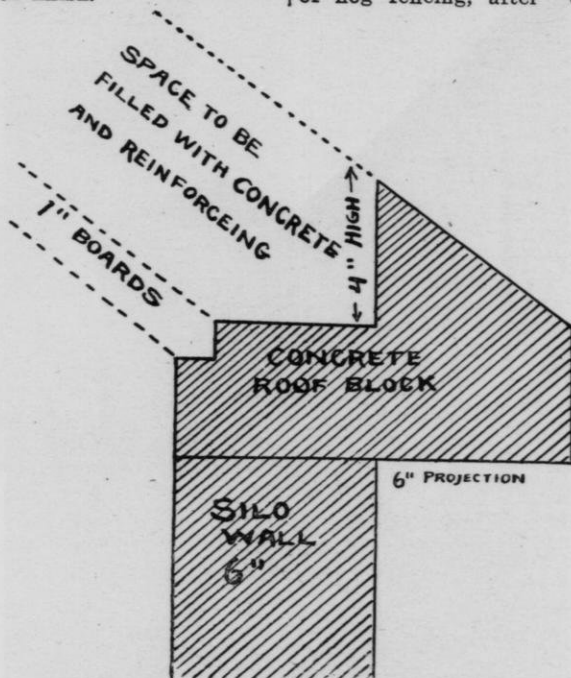 or hog fencing, after
SPACE TO BE
FILLED WITH CONCRETE
AND REINFORCEING
1" BOARDS
4" HIGH
CONCRETE
ROOF BLOCK
6" PROJECTION
SILO
WALL
6"